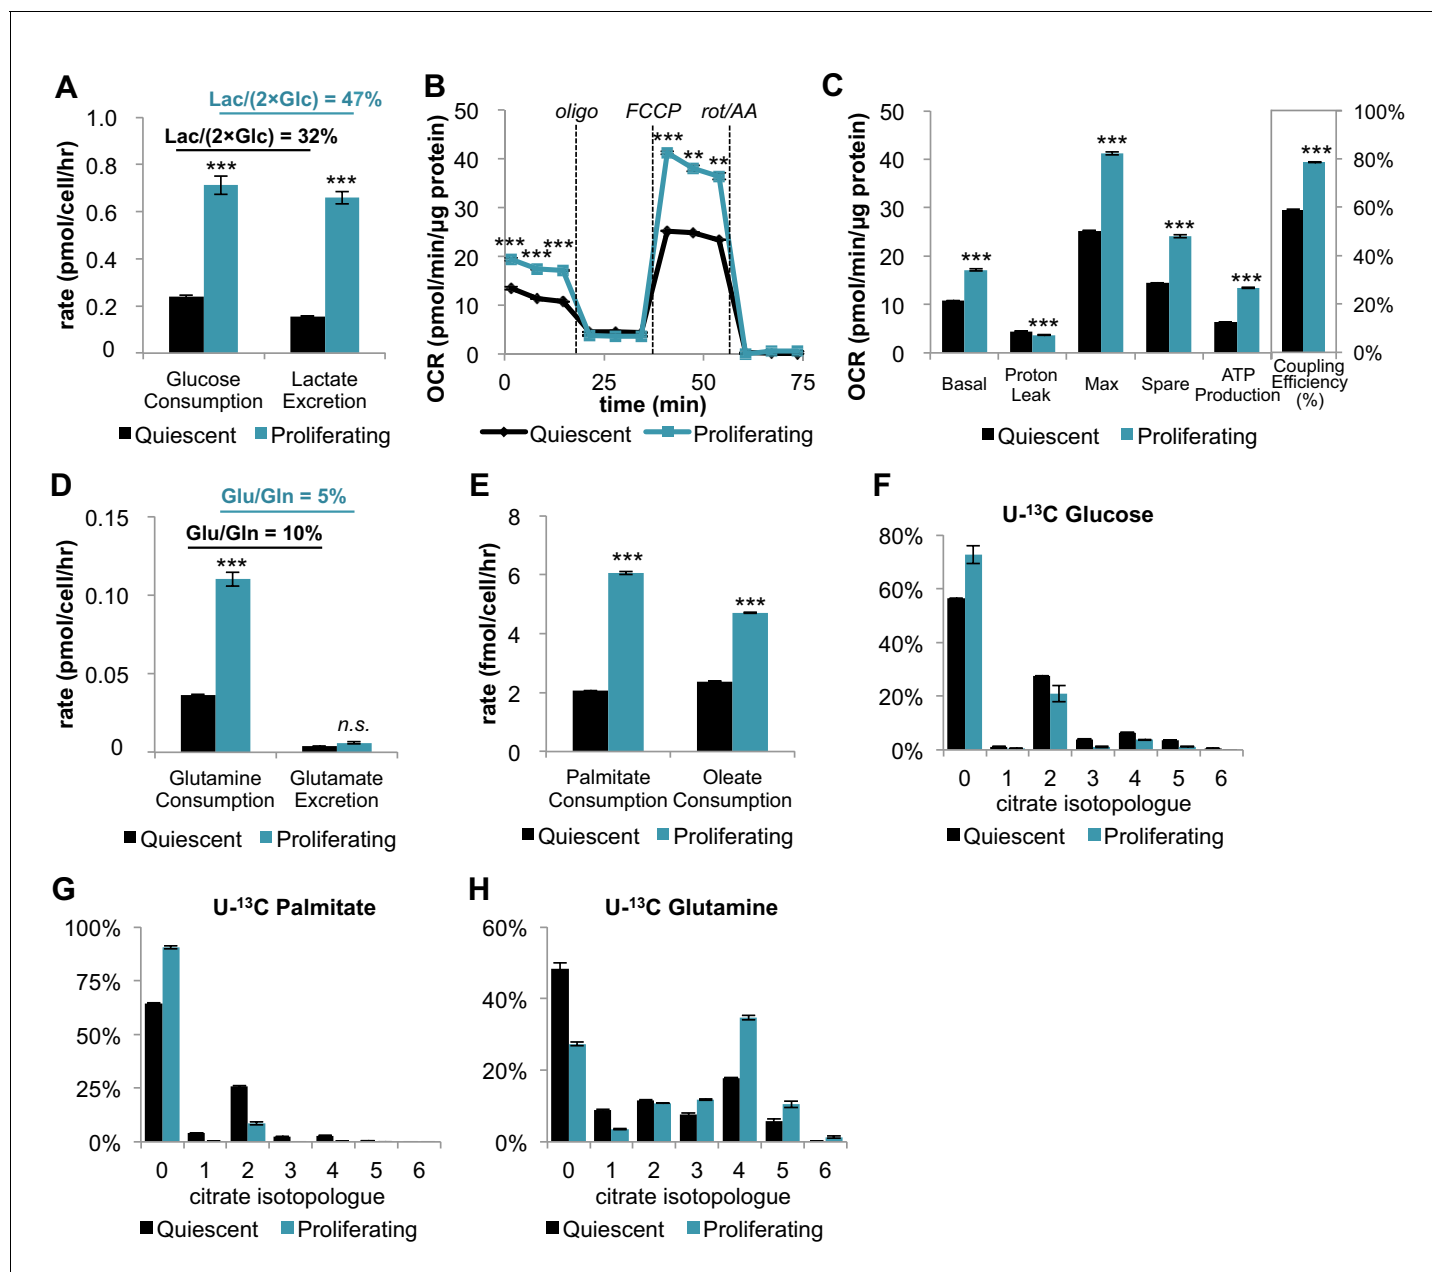 A
Lac/(2×Glc) = 47%
Lac/(2×Glc) = 32%
rate (pmol/cell/hr)
1.0
0.8
0.6
0.4
0.2
0
***
***
Glucose Consumption
Lactate Excretion
Quiescent
Proliferating
B
oligo
FCCP
rot/AA
OCR (pmol/min/µg protein)
50
40
30
20
10
0
***
***
***
***
**
**
0
25
50
75
time (min)
Quiescent
Proliferating
C
OCR (pmol/min/µg protein)
50
40
30
20
10
0
***
***
***
***
***
***
100%
80%
60%
40%
20%
0%
Basal
Proton Leak
Max
Spare
ATP Production
Coupling Efficiency (%)
Quiescent
Proliferating
D
Glu/Gln = 5%
Glu/Gln = 10%
rate (pmol/cell/hr)
0.15
0.10
0.05
0
***
n.s.
Glutamine Consumption
Glutamate Excretion
Quiescent
Proliferating
E
rate (fmol/cell/hr)
8
6
4
2
0
***
***
Palmitate Consumption
Oleate Consumption
Quiescent
Proliferating
F
U-¹³C Glucose
80%
60%
40%
20%
0%
0
1
2
3
4
5
6
citrate isotopologue
Quiescent
Proliferating
G
U-¹³C Palmitate
100%
75%
50%
25%
0%
0
1
2
3
4
5
6
citrate isotopologue
Quiescent
Proliferating
H
U-¹³C Glutamine
60%
40%
20%
0%
0
1
2
3
4
5
6
citrate isotopologue
Quiescent
Proliferating